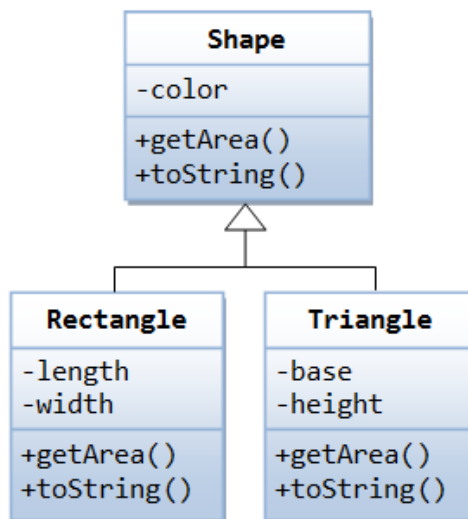 Shape
-color
+getArea()
+toString()
Rectangle
-length
-width
+getArea()
+toString()
Triangle
-base
-height
+getArea()
+toString()